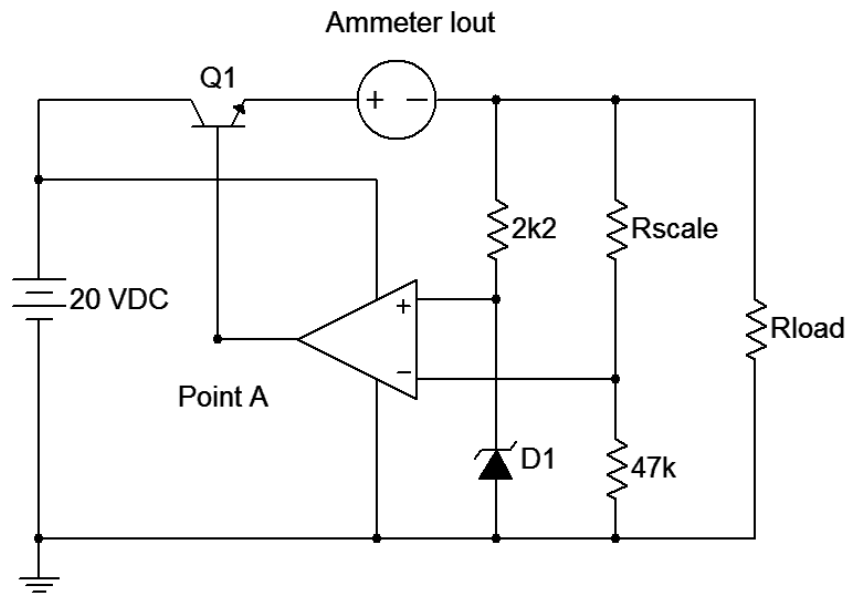 Ammeter Iout
Q1
+ −
2k2
Rscale
20 VDC
+
Rload
−
Point A
D1
47k